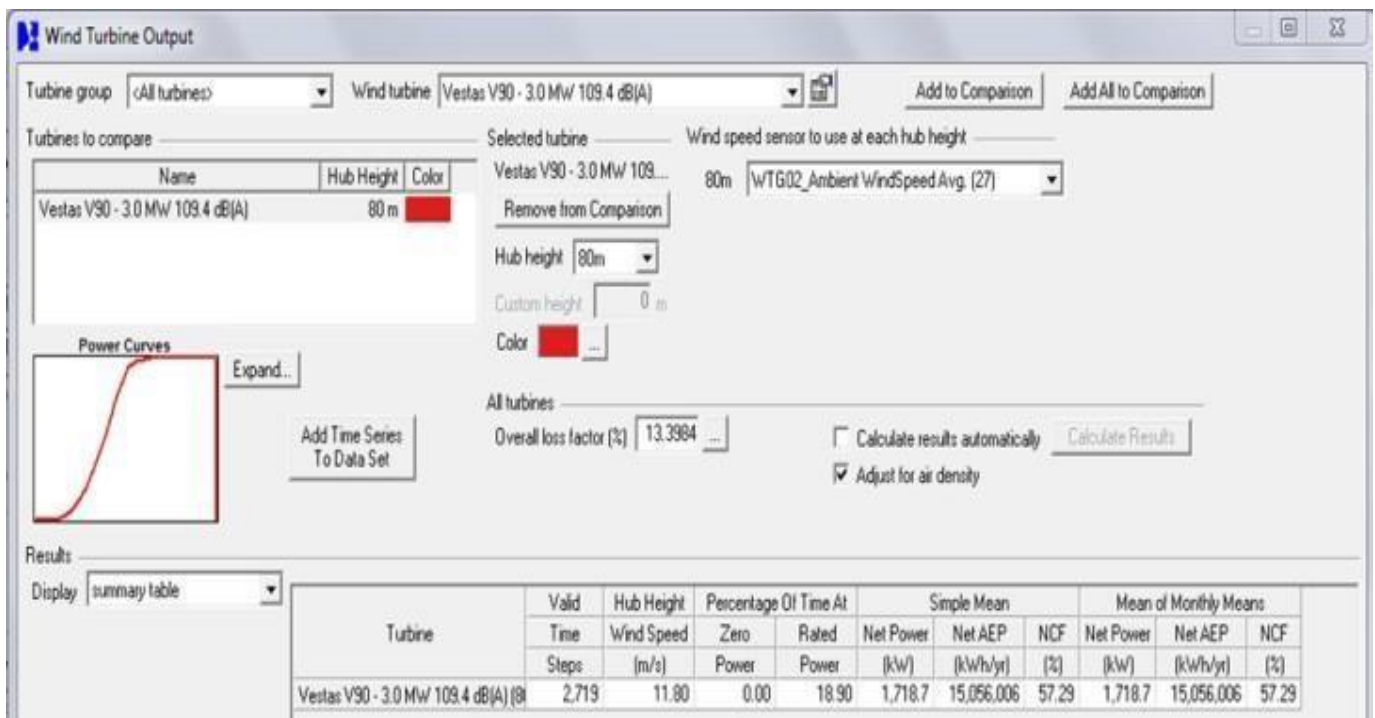 Wind Turbine Output
Turbine group <All turbines> Wind turbine Vestas V90 - 3.0 MW 109.4 dB(A) Add to Comparison Add All to Comparison
Turbines to compare
Name Hub Height Color
Vestas V90 - 3.0 MW 109.4 dB(A) 80 m
Selected turbine
Vestas V90 - 3.0 MW 109....
Remove from Comparison
Hub height 80m
Custom height 0 m
Color ...
Wind speed sensor to use at each hub height
80m WTG02_Ambient WindSpeed Avg. (27)
Power Curves
Expand...
Add Time Series
To Data Set
All turbines
Overall loss factor (%) 13.3984 ...
Calculate results automatically Calculate Results
Adjust for air density
Results
Display summary table
Valid Hub Height Percentage Of Time At Simple Mean Mean of Monthly Means
Turbine Time Wind Speed Zero Rated Net Power Net AEP NCF Net Power Net AEP NCF
Steps (m/s) Power Power (kW) (kWh/yr) (%) (kW) (kWh/yr) (%)
Vestas V90 - 3.0 MW 109.4 dB(A) (8 2,719 11.80 0.00 18.90 1,718.7 15,056,006 57.29 1,718.7 15,056,006 57.29